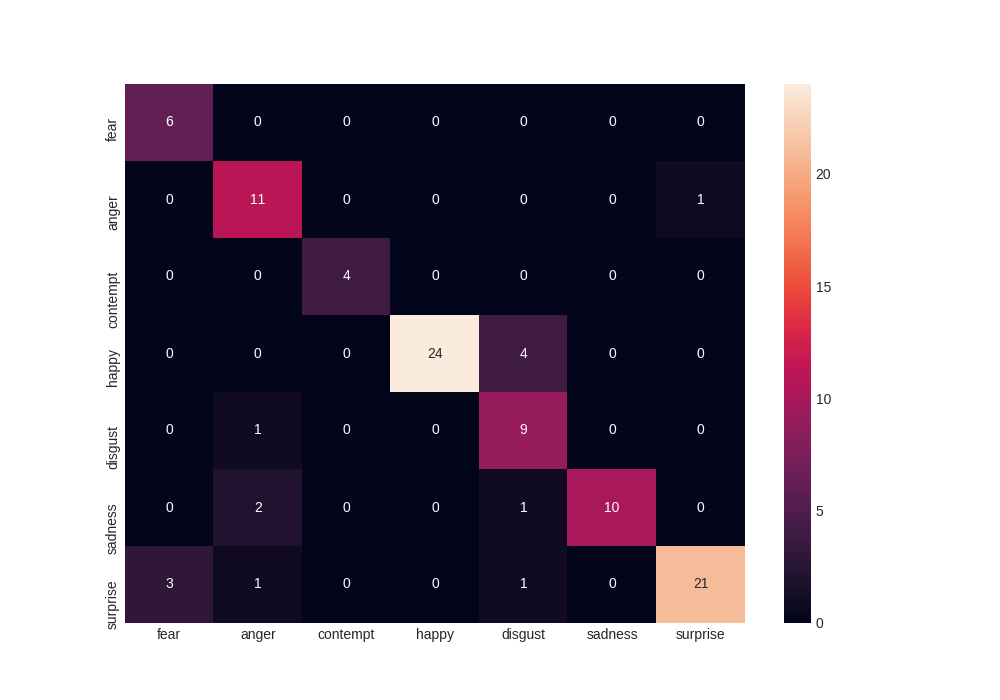 fear 6 0 0 0 0 0 0
anger 0 11 0 0 0 0 1
contempt 0 0 4 0 0 0 0
happy 0 0 0 24 4 0 0
disgust 0 1 0 0 9 0 0
sadness 0 2 0 0 1 10 0
surprise 3 1 0 0 1 0 21
fear anger contempt happy disgust sadness surprise
20
15
10
5
0